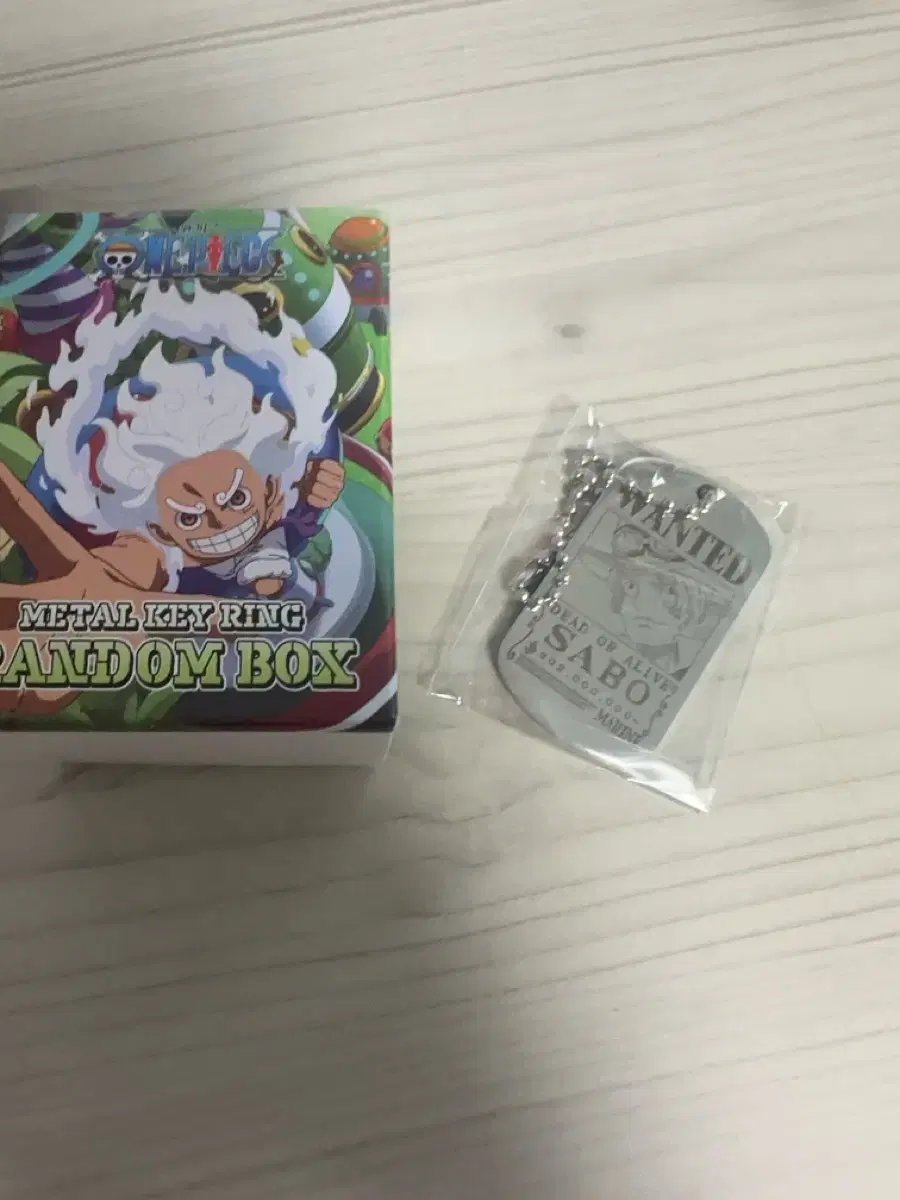 ONE PIECE
METAL KEY RING
RANDOM BOX
WANTED
DEAD OR ALIVE
SABO
MARINE